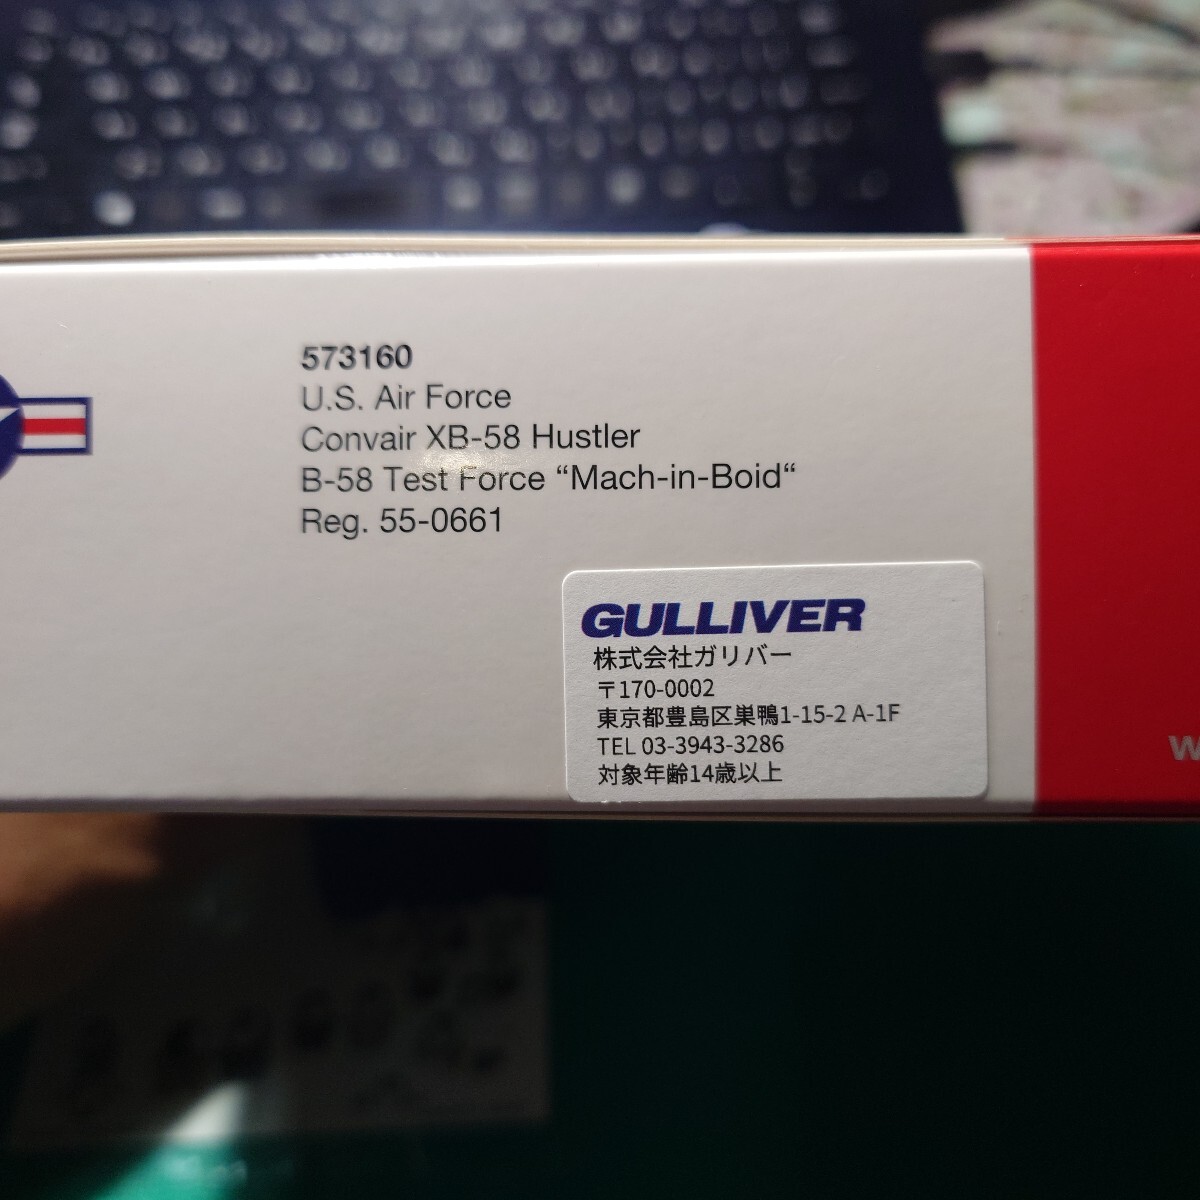 573160
U.S. Air Force
Convair XB-58 Hustler
B-58 Test Force “Mach-in-Boid“
Reg. 55-0661
GULLIVER
株式会社ガリバー
〒170-0002
東京都豊島区巣鴨1-15-2 A-1F
TEL 03-3943-3286
対象年齢14歳以上
w